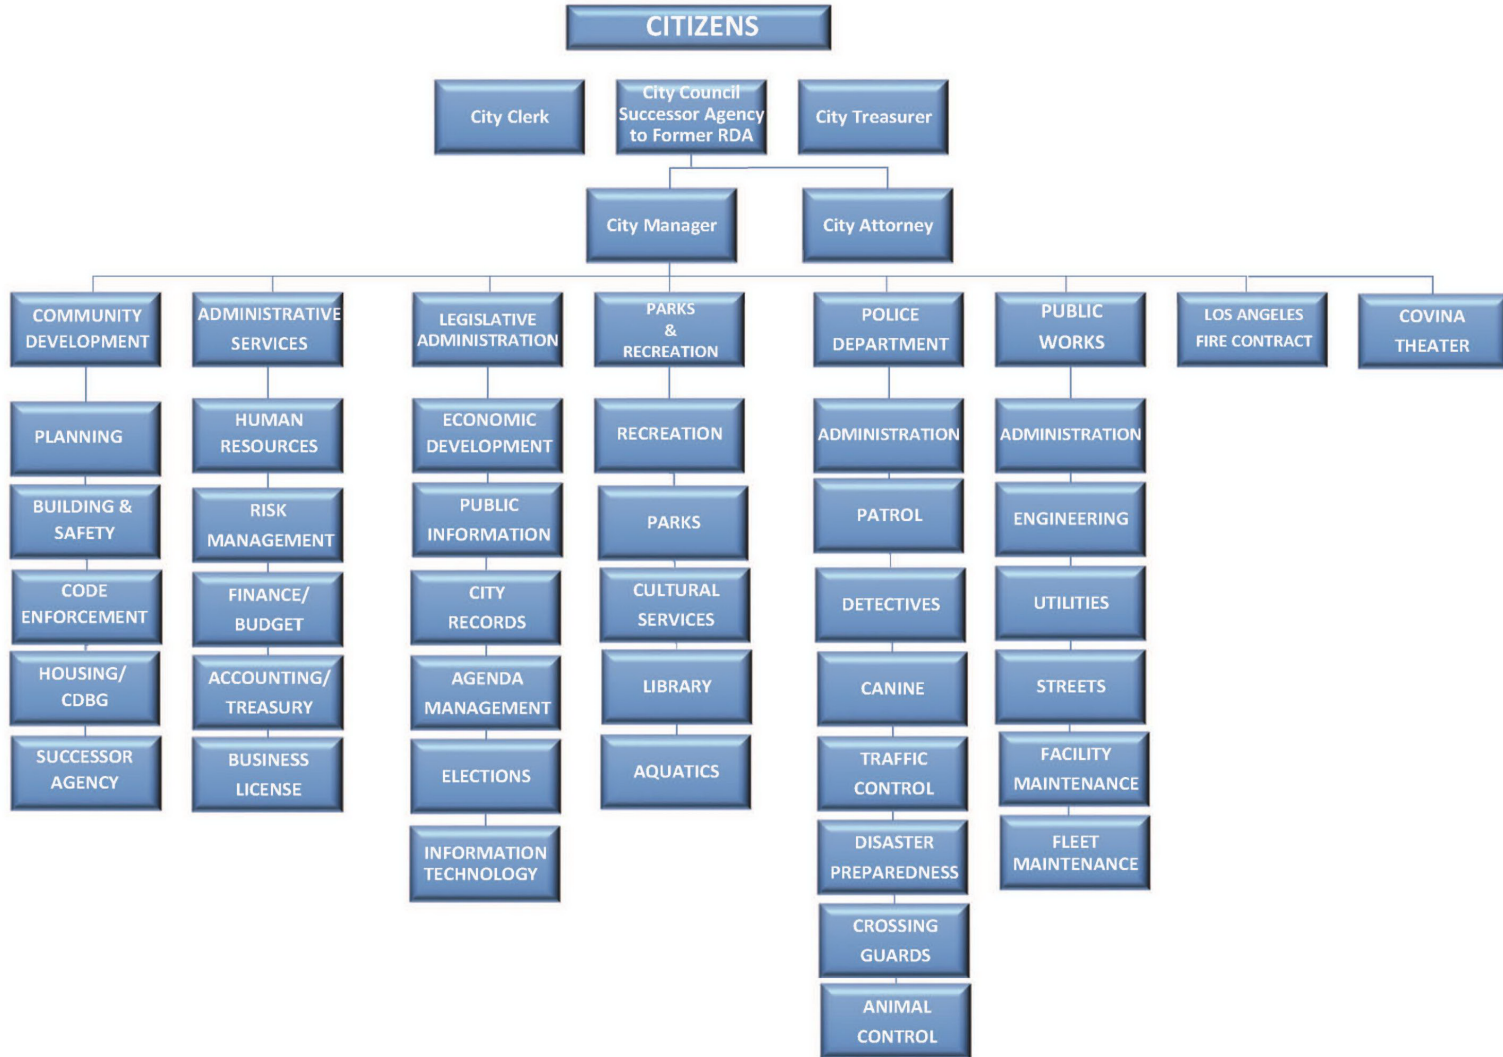 CITIZENS
City Clerk
City Council
Successor Agency
to Former RDA
City Treasurer
City Manager
City Attorney
COMMUNITY
DEVELOPMENT
ADMINISTRATIVE
SERVICES
LEGISLATIVE
ADMINISTRATION
PARKS
&
RECREATION
POLICE
DEPARTMENT
PUBLIC
WORKS
LOS ANGELES
FIRE CONTRACT
COVINA
THEATER
PLANNING
BUILDING &
SAFETY
CODE
ENFORCEMENT
HOUSING/
CDBG
SUCCESSOR
AGENCY
HUMAN
RESOURCES
RISK
MANAGEMENT
FINANCE/
BUDGET
ACCOUNTING/
TREASURY
BUSINESS
LICENSE
ECONOMIC
DEVELOPMENT
PUBLIC
INFORMATION
CITY
RECORDS
AGENDA
MANAGEMENT
ELECTIONS
INFORMATION
TECHNOLOGY
RECREATION
PARKS
CULTURAL
SERVICES
LIBRARY
AQUATICS
ADMINISTRATION
PATROL
DETECTIVES
CANINE
TRAFFIC
CONTROL
DISASTER
PREPAREDNESS
CROSSING
GUARDS
ANIMAL
CONTROL
ADMINISTRATION
ENGINEERING
UTILITIES
STREETS
FACILITY
MAINTENANCE
FLEET
MAINTENANCE